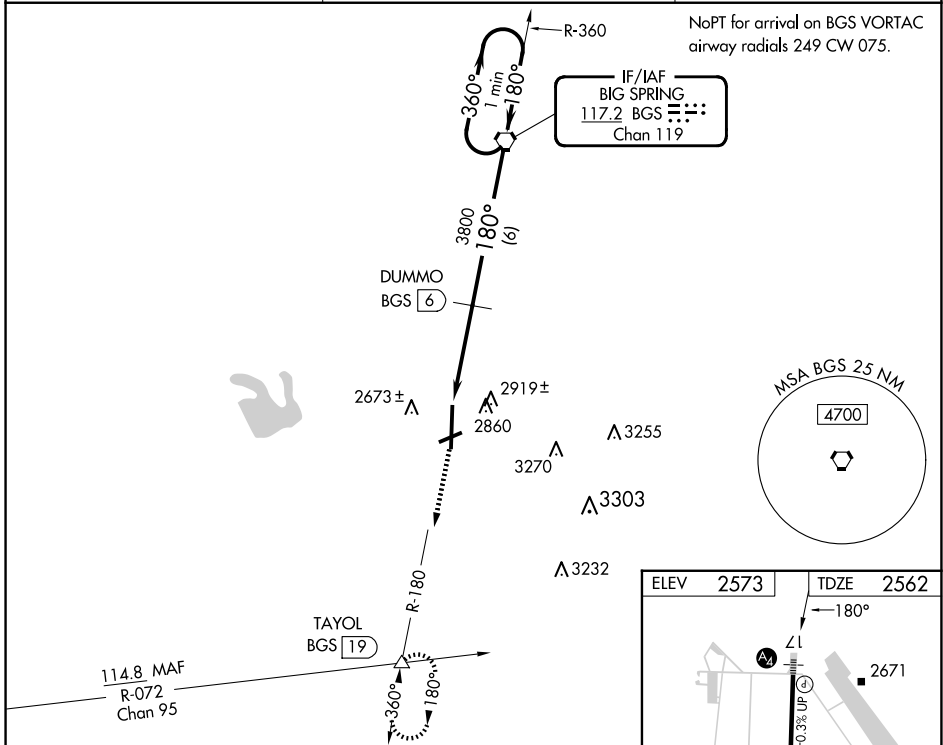 NoPT for arrival on BGS VORTAC
airway radials 249 CW 075.
R-360
360°
1 min
180°
IF/IAF
BIG SPRING
117.2 BGS
Chan 119
3800
180°
(6)
DUMMO
BGS 6
2673±
2919±
2860
3255
3270
3303
3232
MSA BGS 25 NM
4700
R-180
TAYOL
BGS 19
114.8 MAF
R-072
Chan 95
360°
180°
ELEV 2573
TDZE 2562
180°
17
A4
d
2671
0.3% UP